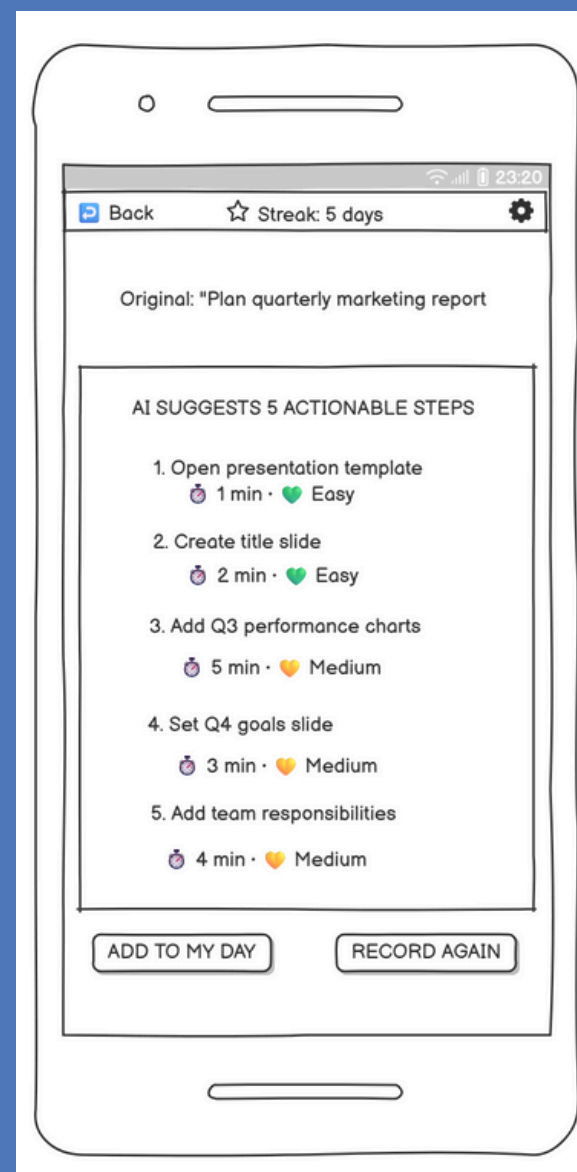 23:20
Back Streak: 5 days
Original: "Plan quarterly marketing report
AI SUGGESTS 5 ACTIONABLE STEPS
1. Open presentation template
1 min · Easy
2. Create title slide
2 min · Easy
3. Add Q3 performance charts
5 min · Medium
4. Set Q4 goals slide
3 min · Medium
5. Add team responsibilities
4 min · Medium
ADD TO MY DAY RECORD AGAIN